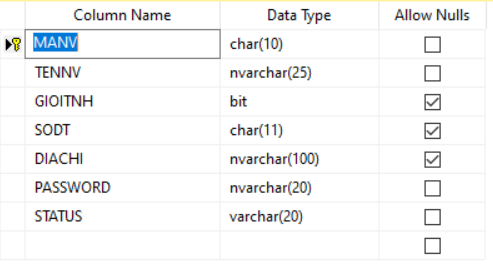 Column Name Data Type Allow Nulls
MANV char(10)
TENNV nvarchar(25)
GIOITNH bit
SODT char(11)
DIACHI nvarchar(100)
PASSWORD nvarchar(20)
STATUS varchar(20)